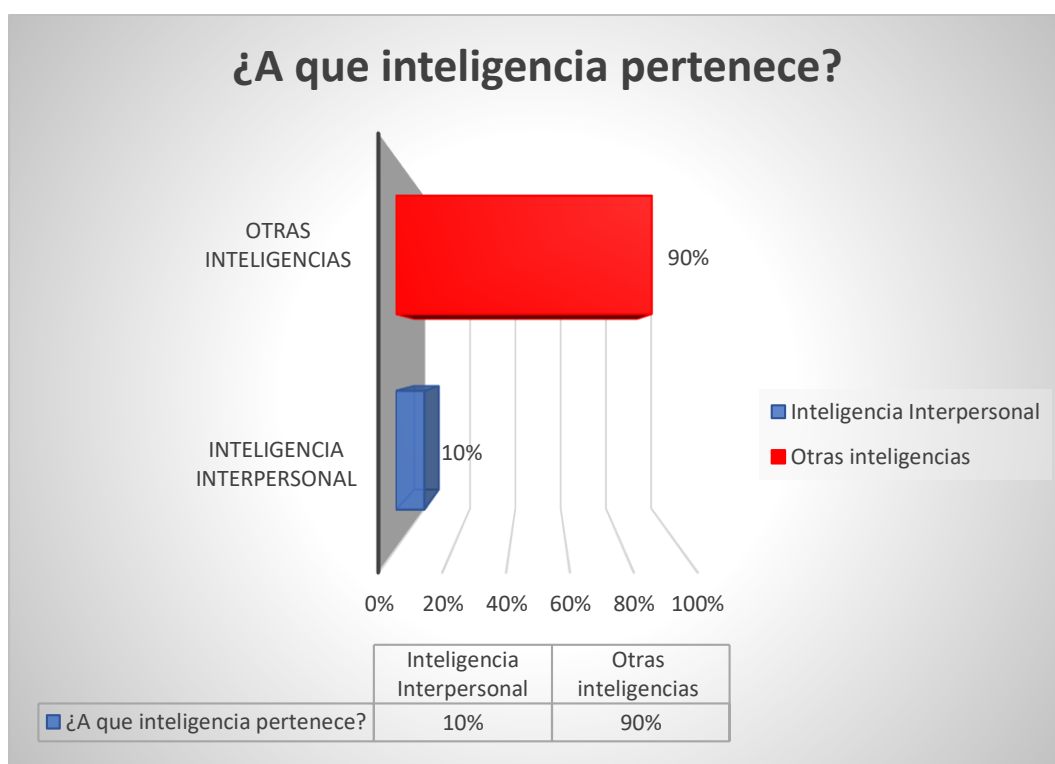 ¿A que inteligencia pertenece?
OTRAS
INTELIGENCIAS
90%
INTELIGENCIA
INTERPERSONAL
10%
Inteligencia Interpersonal
Otras inteligencias
0% 20% 40% 60% 80% 100%
Inteligencia
Interpersonal
Otras
inteligencias
¿A que inteligencia pertenece? 10% 90%